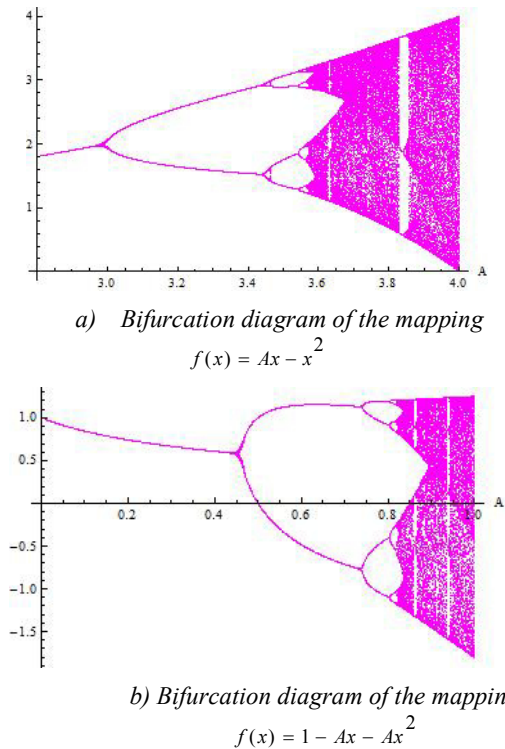 4
3
2
1
3.0 3.2 3.4 3.6 3.8 4.0 A
a) Bifurcation diagram of the mapping
f(x) = Ax − x²
1.0
0.5
0.2 0.4 0.6 0.8 1.0 A
−0.5
−1.0
−1.5
b) Bifurcation diagram of the mappin
f(x) = 1 − Ax − Ax²